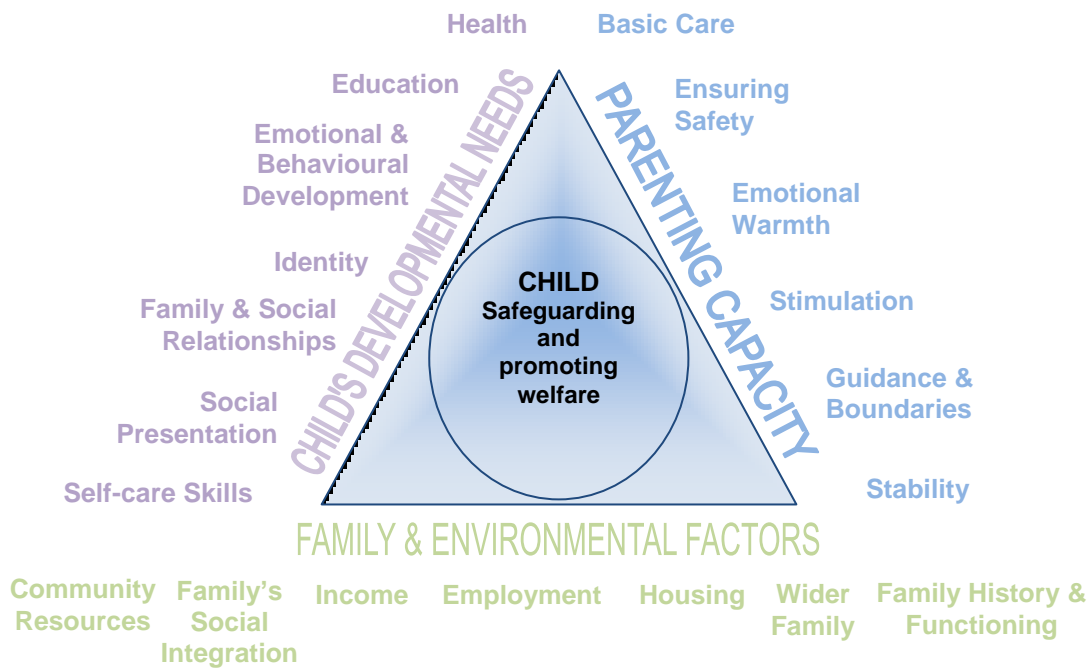 Health
Education
Emotional &
Behavioural
Development
Identity
Family & Social
Relationships
Social
Presentation
Self-care Skills
CHILD'S DEVELOPMENTAL NEEDS
Basic Care
Ensuring
Safety
Emotional
Warmth
Stimulation
Guidance &
Boundaries
Stability
PARENTING CAPACITY
CHILD
Safeguarding
and
promoting
welfare
FAMILY & ENVIRONMENTAL FACTORS
Community
Resources
Family’s
Social
Integration
Income
Employment
Housing
Wider
Family
Family History &
Functioning